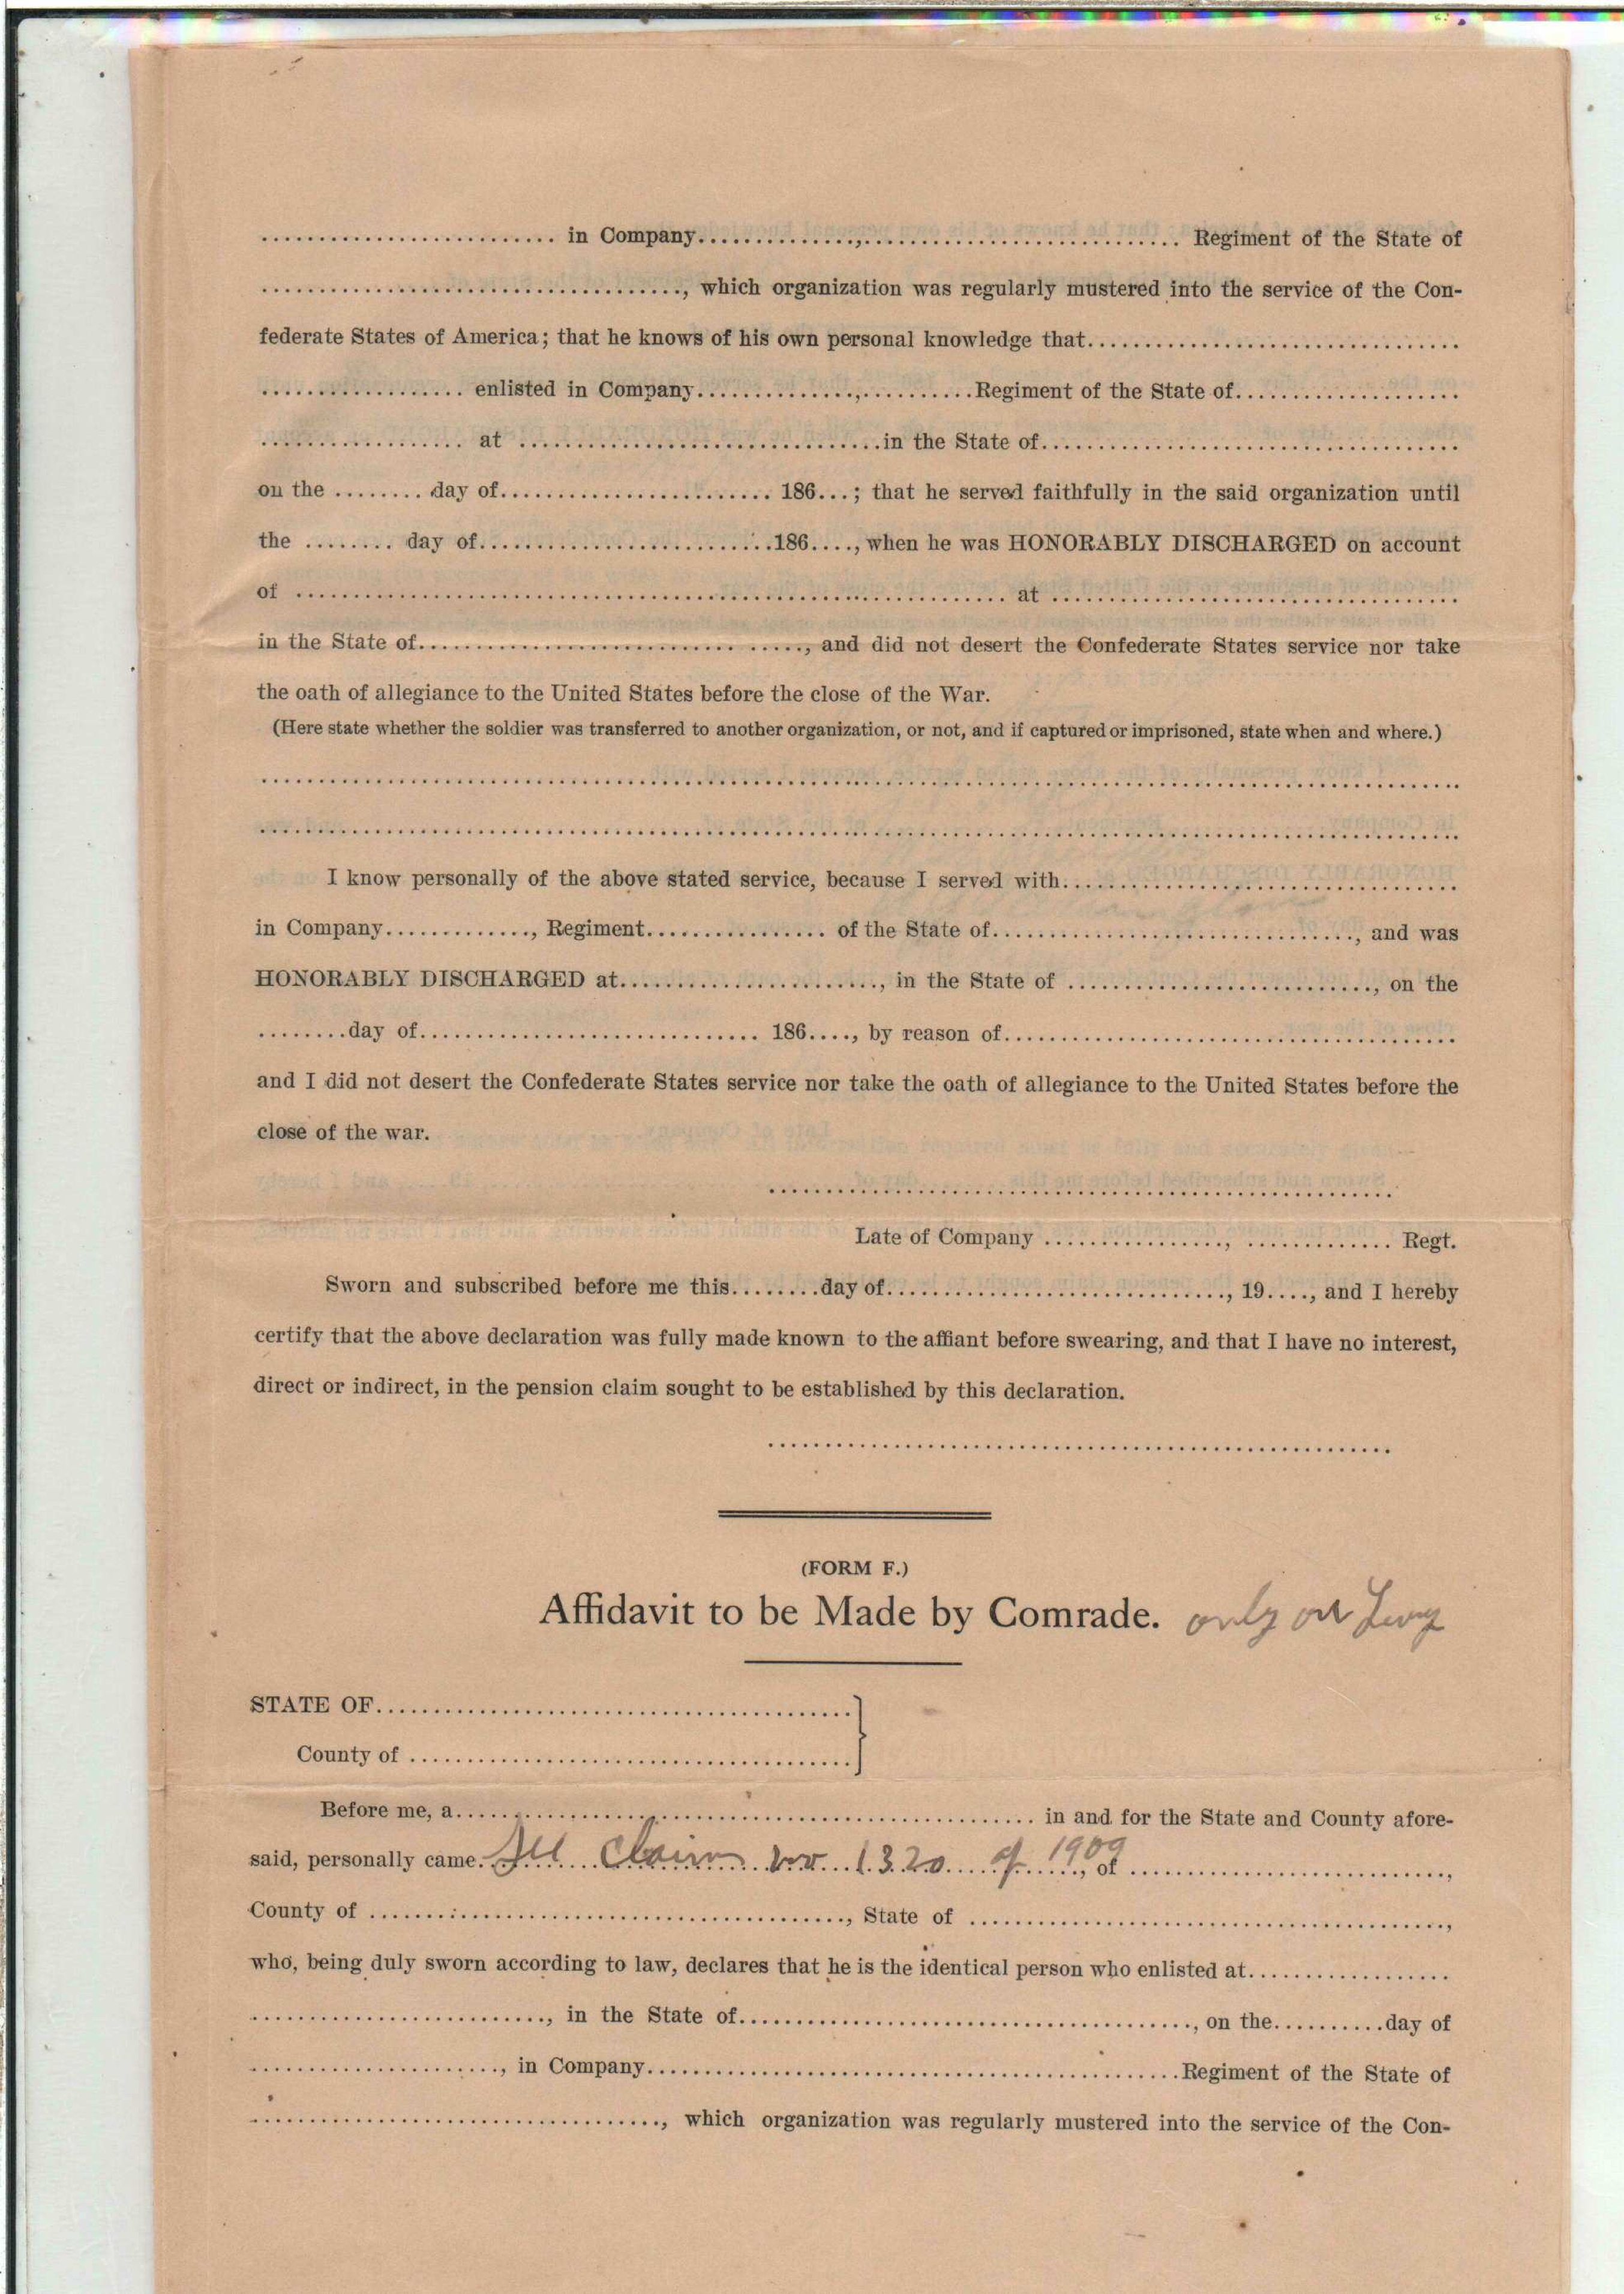 .......................... in Company..............,............................ Regiment of the State of
....................................., which organization was regularly mustered into the service of the Con-
federate States of America; that he knows of his own personal knowledge that................................
.................. enlisted in Company..............,..........Regiment of the State of....................
.................. at ................................in the State of.....................................
on the ........ day of........................ 186...; that he served faithfully in the said organization until
the ........ day of..........................186...., when he was HONORABLY DISCHARGED on account
of ............................................................... at ....................................
in the State of................................., and did not desert the Confederate States service nor take
the oath of allegiance to the United States before the close of the War.
(Here state whether the soldier was transferred to another organization, or not, and if captured or imprisoned, state when and where.)
..........................................................................................................
..........................................................................................................
I know personally of the above stated service, because I served with...................................
in Company............., Regiment................ of the State of................................, and was
HONORABLY DISCHARGED at......................., in the State of ..........................., on the
........day of.............................. 186...., by reason of........................................
and I did not desert the Confederate States service nor take the oath of allegiance to the United States before the
close of the war.
.......................................................
Late of Company ................, ............. Regt.
Sworn and subscribed before me this........day of.............................., 19...., and I hereby
certify that the above declaration was fully made known to the affiant before swearing, and that I have no interest,
direct or indirect, in the pension claim sought to be established by this declaration.
.......................................................
(FORM F.)
Affidavit to be Made by Comrade. only on
STATE OF..........................................
County of .......................................
Before me, a................................................... in and for the State and County afore-
said, personally came. Claim no 1320 of 1909, of ............................,
County of .........................................., State of ..........................................,
who, being duly sworn according to law, declares that he is the identical person who enlisted at..................
.........................., in the State of........................................, on the..........day of
......................, in Company...............................................Regiment of the State of
...................................., which organization was regularly mustered into the service of the Con-